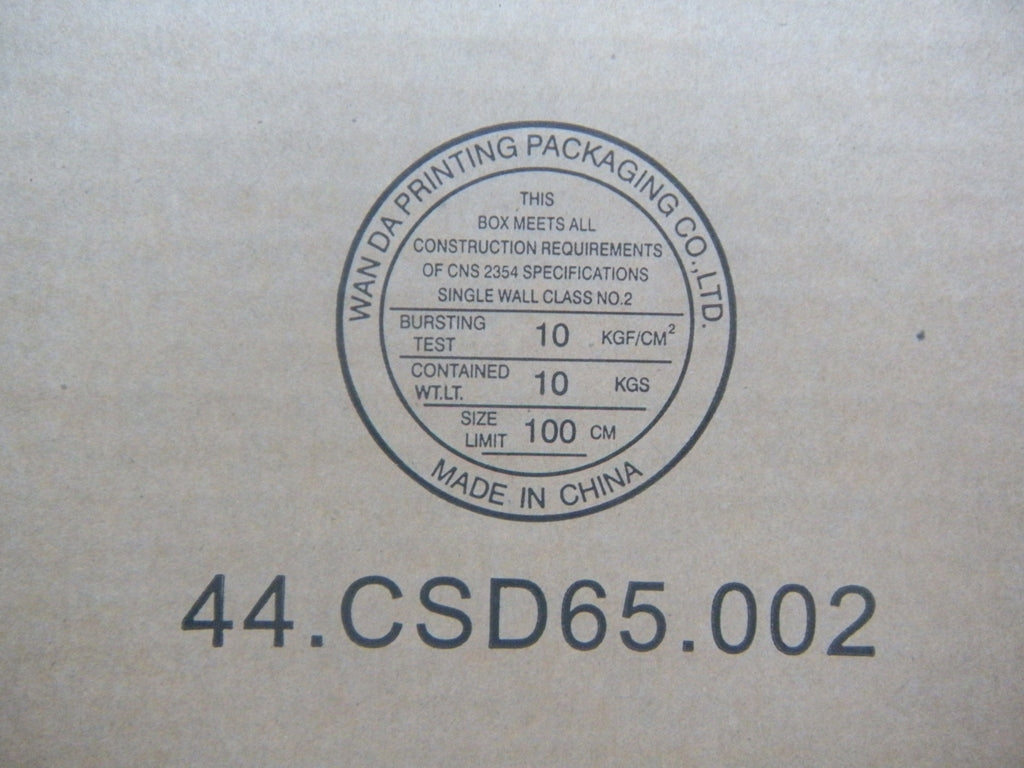 WAN DA PRINTING PACKAGING CO., LTD.
THIS
BOX MEETS ALL
CONSTRUCTION REQUIREMENTS
OF CNS 2354 SPECIFICATIONS
SINGLE WALL CLASS NO.2
BURSTING TEST 10 KGF/CM²
CONTAINED WT.LT. 10 KGS
SIZE LIMIT 100 CM
MADE IN CHINA
44.CSD65.002